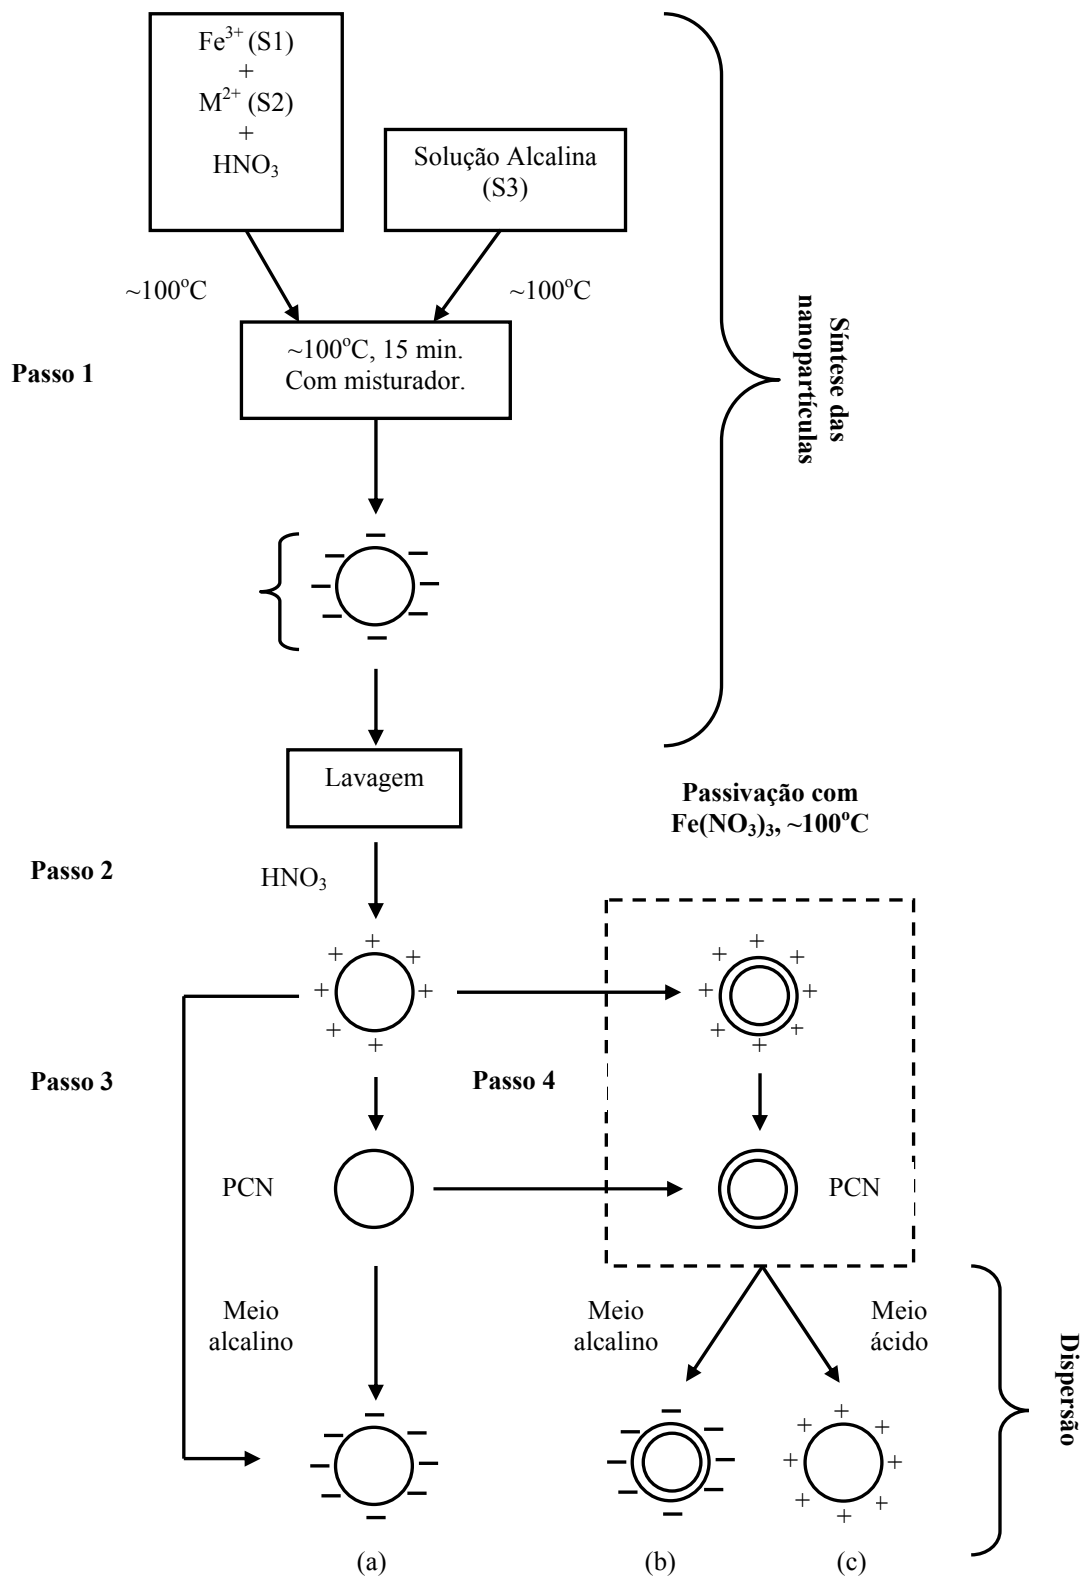 Fe³⁺ (S1)
+
M²⁺ (S2)
+
HNO₃
Solução Alcalina
(S3)
~100°C
~100°C
Passo 1
~100°C, 15 min.
Com misturador.
Síntese das
nanopartículas
Lavagem
Passivação com
Fe(NO₃)₃, ~100°C
Passo 2
HNO₃
Passo 3
Passo 4
PCN
PCN
Meio
alcalino
Meio
alcalino
Meio
ácido
Dispersão
(a)
(b)
(c)